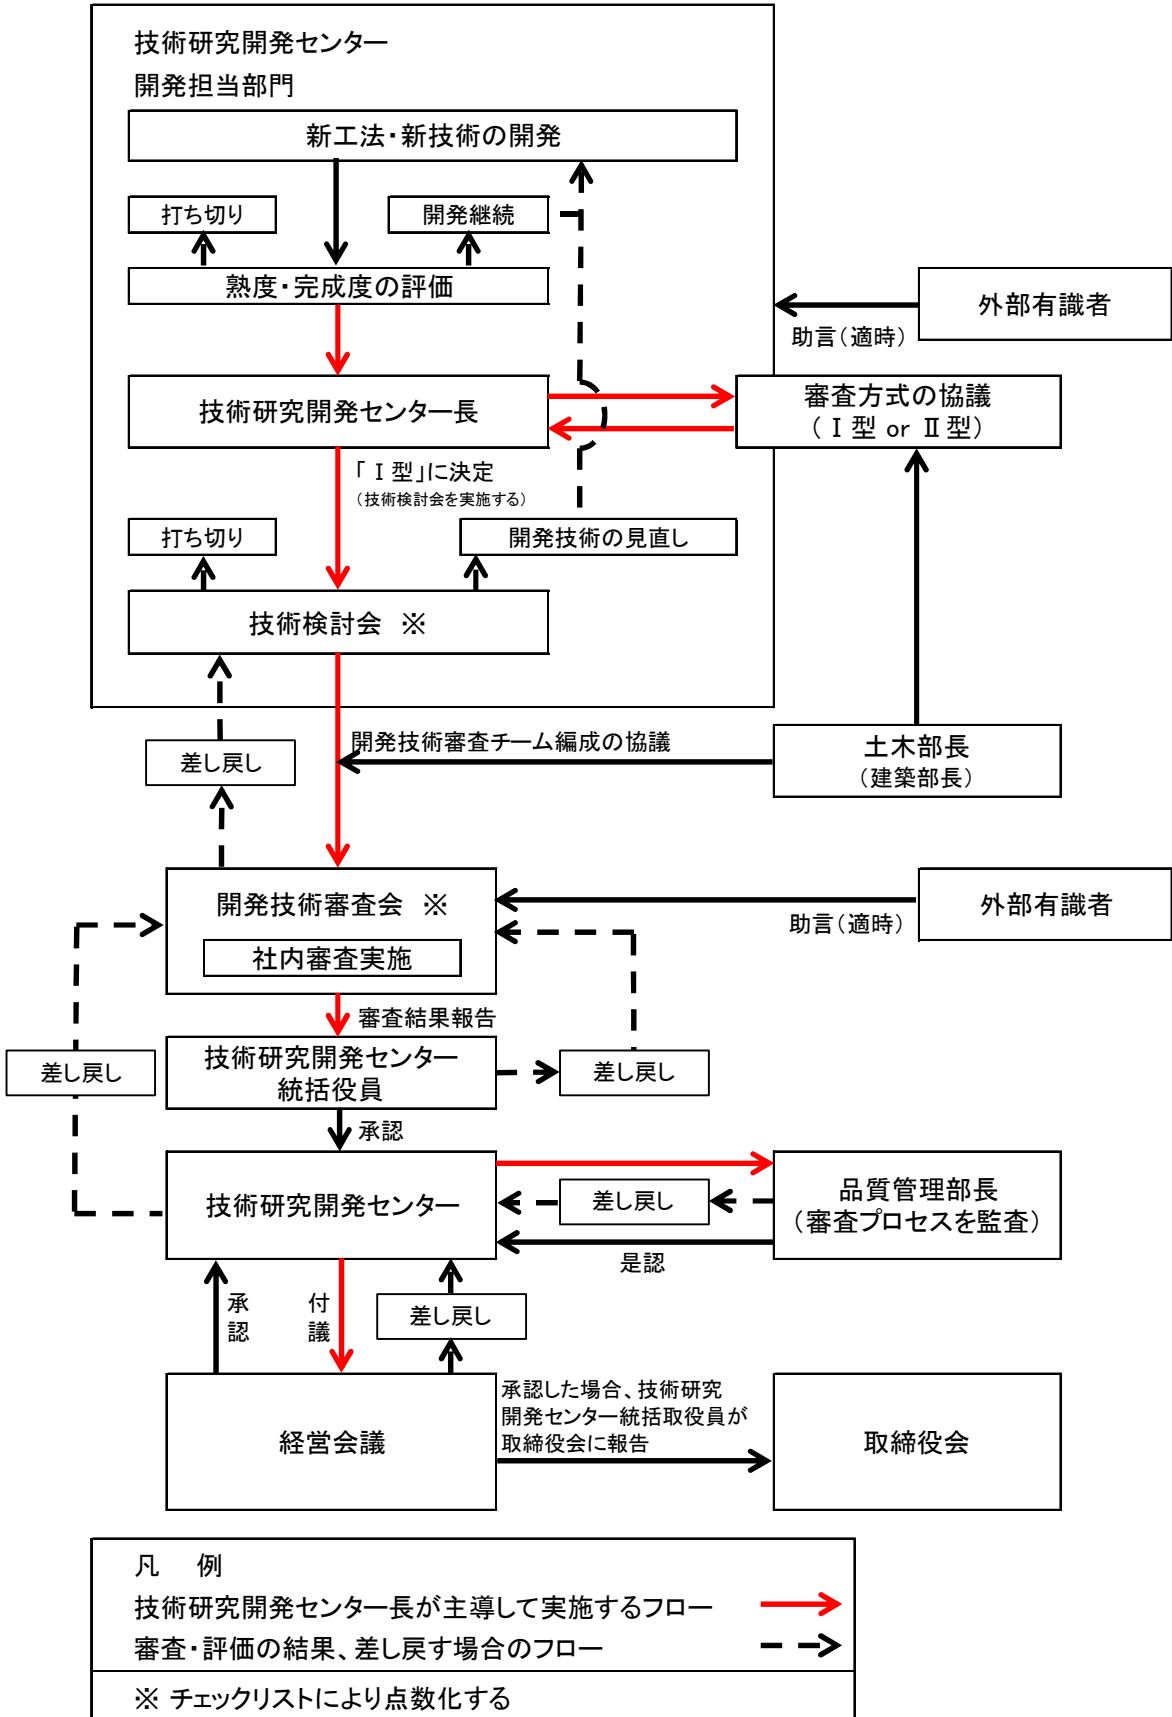 技術研究開発センター
開発担当部門
新工法・新技術の開発
打ち切り
開発継続
熟度・完成度の評価
外部有識者
助言(適時)
技術研究開発センター長
審査方式の協議
(Ⅰ型 or Ⅱ型)
「Ⅰ型」に決定
(技術検討会を実施する)
打ち切り
開発技術の見直し
技術検討会 ※
差し戻し
開発技術審査チーム編成の協議
土木部長
(建築部長)
開発技術審査会 ※
社内審査実施
外部有識者
助言(適時)
審査結果報告
差し戻し
技術研究開発センター
統括役員
差し戻し
承認
技術研究開発センター
差し戻し
品質管理部長
(審査プロセスを監査)
是認
承認
付議
差し戻し
経営会議
承認した場合、技術研究
開発センター統括取役員が
取締役会に報告
取締役会
凡 例
技術研究開発センター長が主導して実施するフロー
審査・評価の結果、差し戻す場合のフロー
※ チェックリストにより点数化する